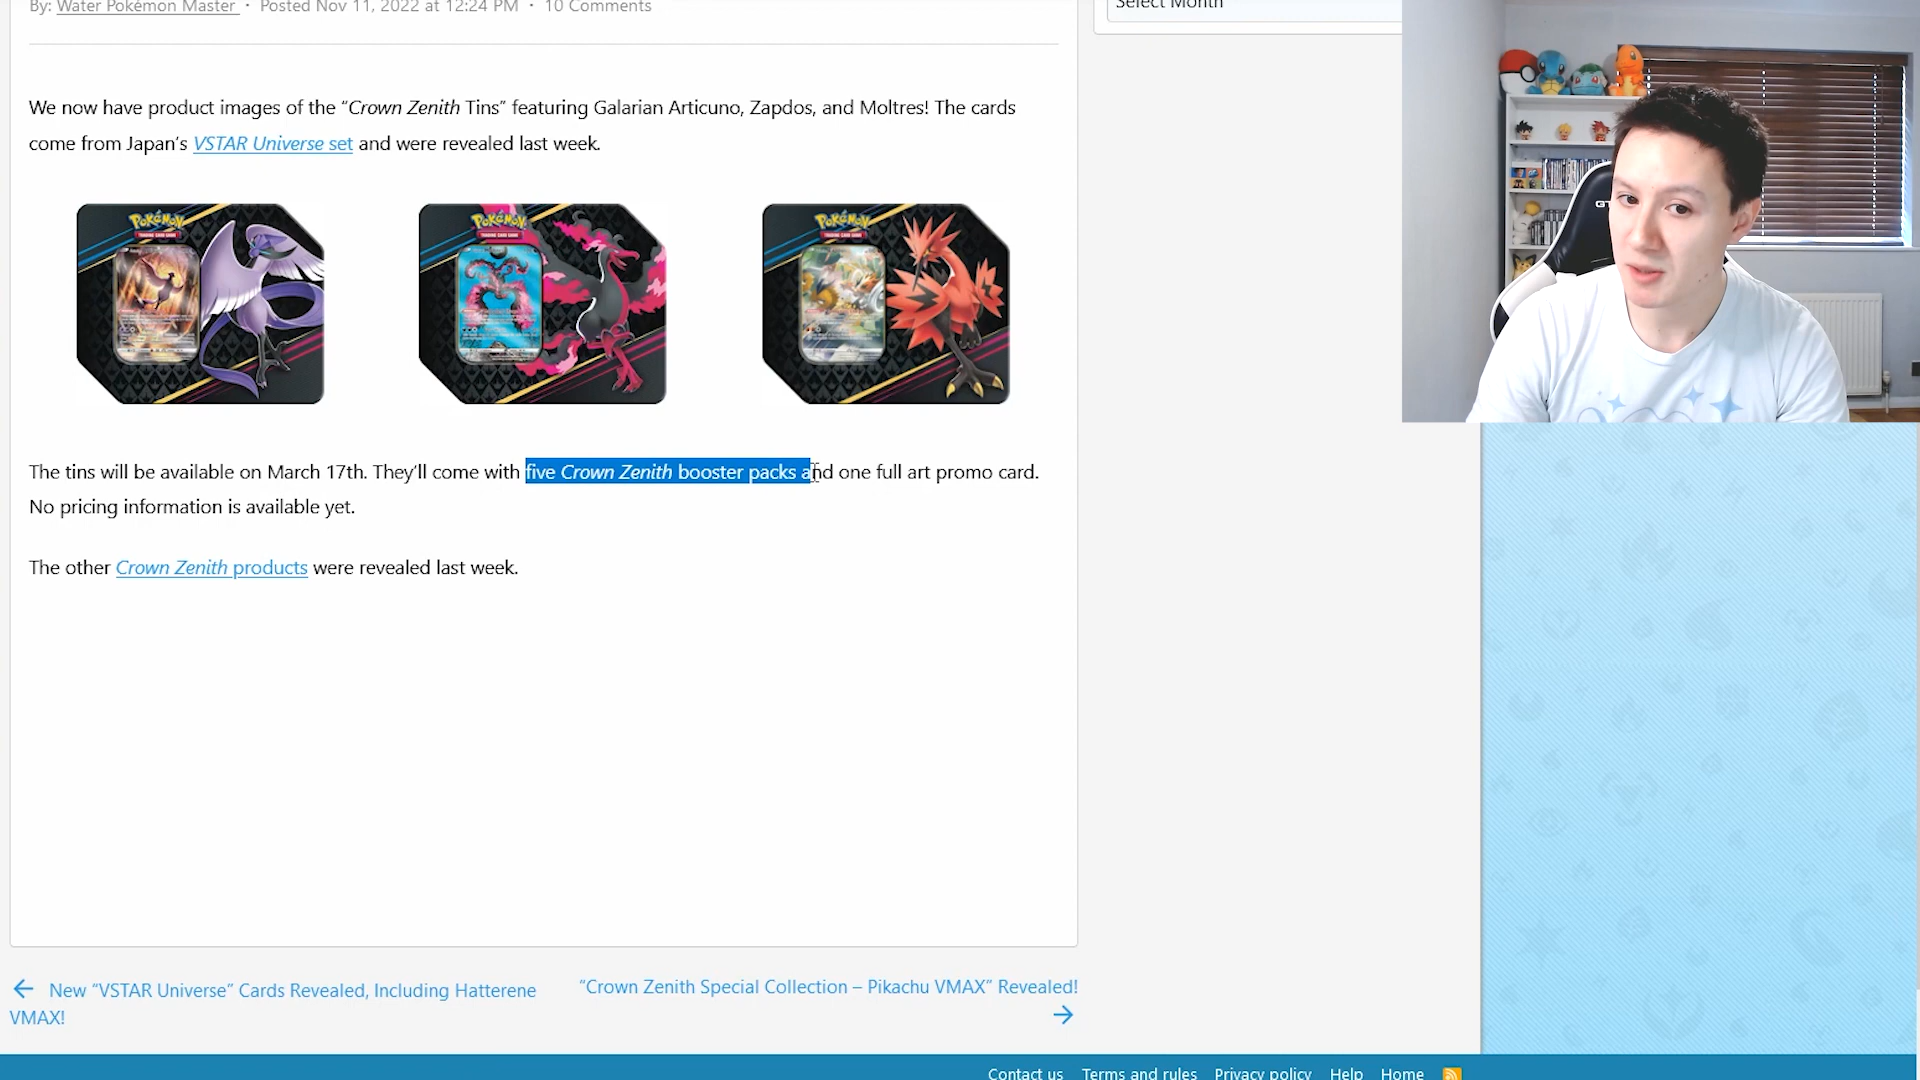 By: Water Pokémon Master · Posted Nov 11, 2022 at 12:24 PM · 10 Comments
Select Month
We now have product images of the “Crown Zenith Tins” featuring Galarian Articuno, Zapdos, and Moltres! The cards
come from Japan’s VSTAR Universe set and were revealed last week.
POKéMON
POKéMON
POKéMON
The tins will be available on March 17th. They’ll come with five Crown Zenith booster packs and one full art promo card.
No pricing information is available yet.
The other Crown Zenith products were revealed last week.
← New “VSTAR Universe” Cards Revealed, Including Hatterene
VMAX!
“Crown Zenith Special Collection – Pikachu VMAX” Revealed!
→
Contact us Terms and rules Privacy policy Help Home